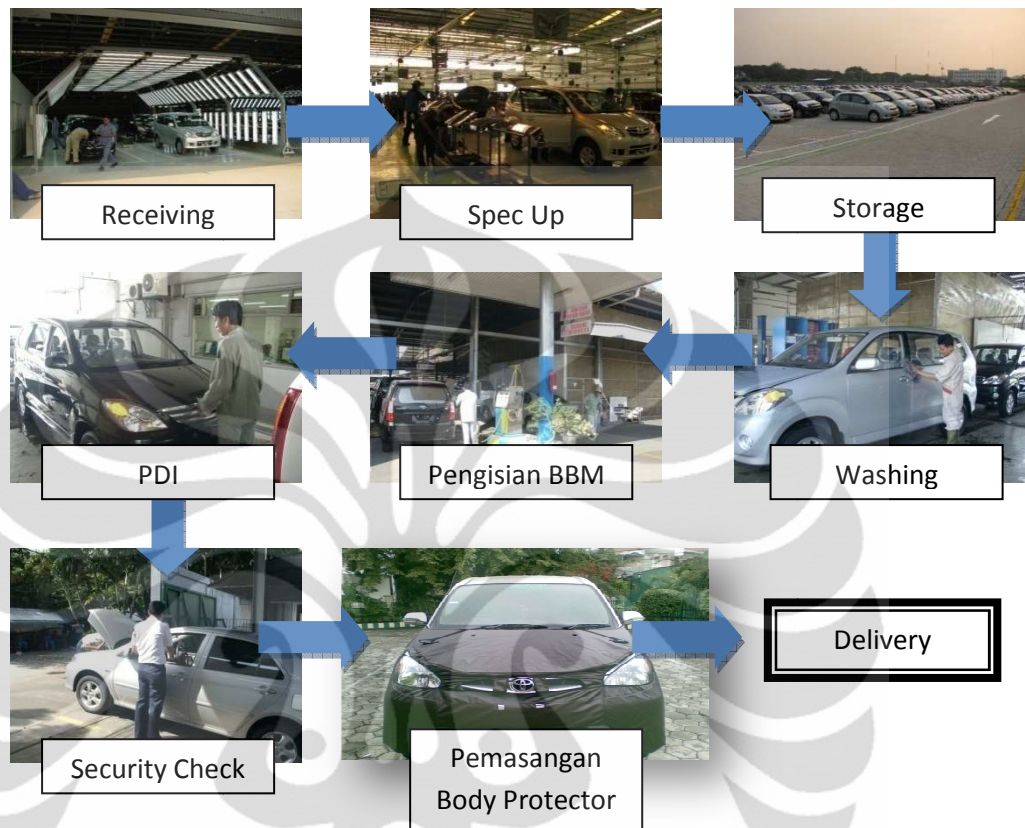 Receiving
Spec Up
Storage
Washing
Pengisian BBM
PDI
Security Check
Pemasangan
Body Protector
Delivery